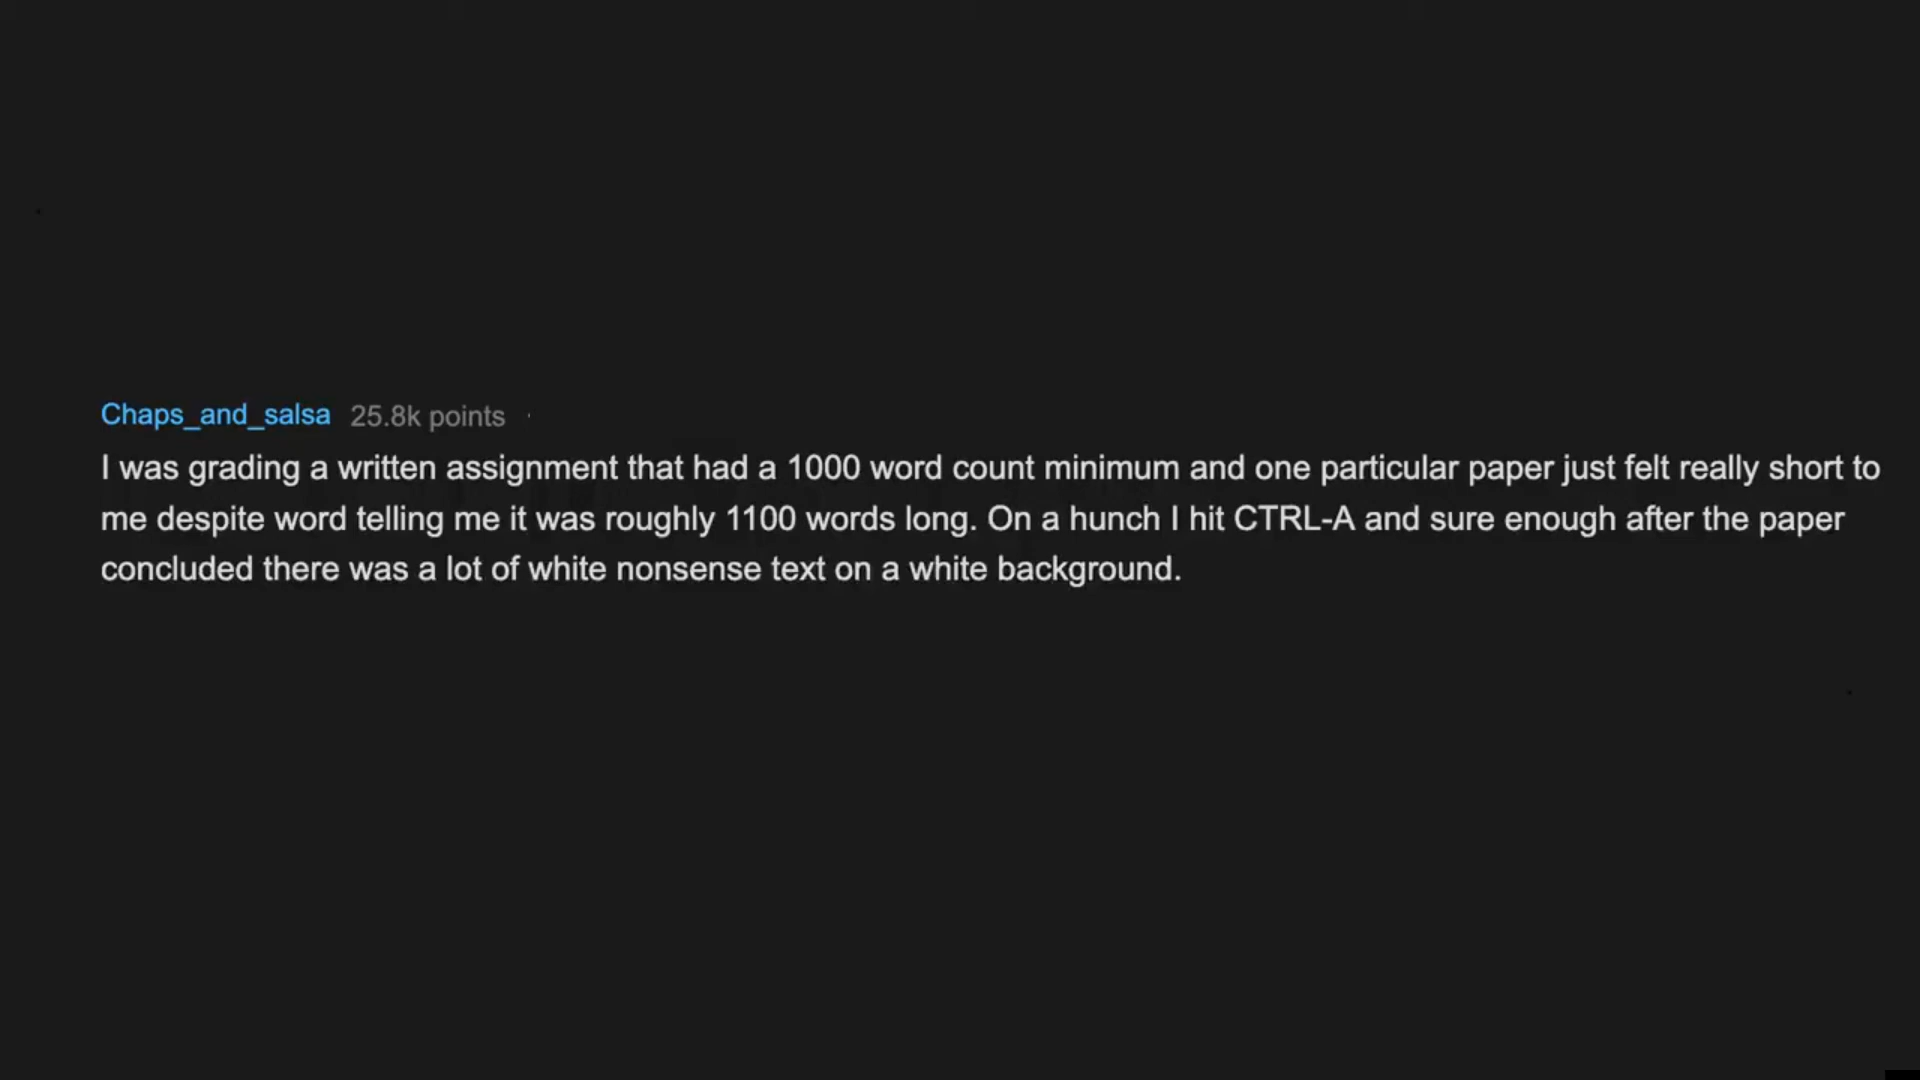 Chaps_and_salsa 25.8k points ·
I was grading a written assignment that had a 1000 word count minimum and one particular paper just felt really short to
me despite word telling me it was roughly 1100 words long. On a hunch I hit CTRL-A and sure enough after the paper
concluded there was a lot of white nonsense text on a white background.